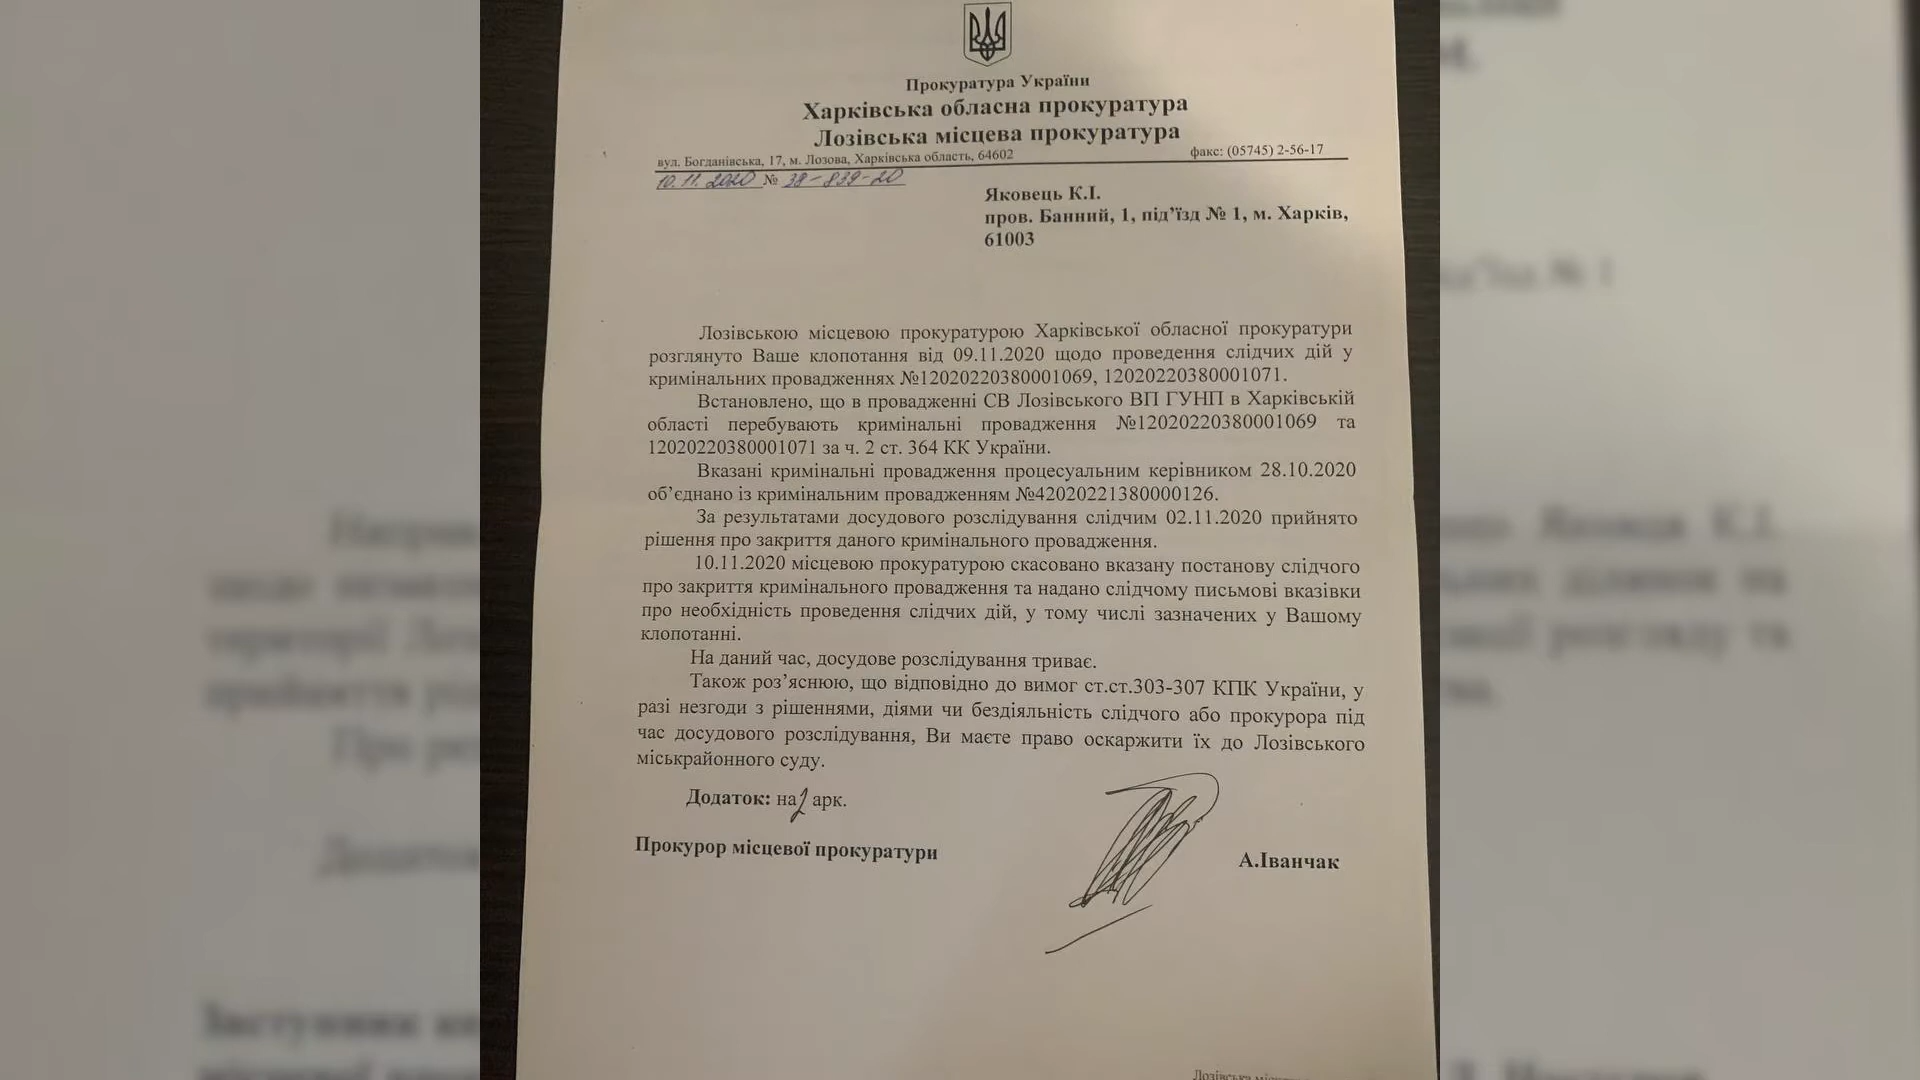 Прокуратура України
Харківська обласна прокуратура
Лозівська місцева прокуратура
вул. Богданівська, 17, м. Лозова, Харківська область, 64602 факс: (05745) 2-56-17
10.11.2020 № 38-839-20
Яковець К.І.
пров. Банний, 1, під’їзд № 1, м. Харків,
61003
Лозівською місцевою прокуратурою Харківської обласної прокуратури
розглянуто Ваше клопотання від 09.11.2020 щодо проведення слідчих дій у
кримінальних провадженнях №12020220380001069, 12020220380001071.
Встановлено, що в провадженні СВ Лозівського ВП ГУНП в Харківській
області перебувають кримінальні провадження №12020220380001069 та
12020220380001071 за ч. 2 ст. 364 КК України.
Вказані кримінальні провадження процесуальним керівником 28.10.2020
об’єднано із кримінальним провадженням №42020221380000126.
За результатами досудового розслідування слідчим 02.11.2020 прийнято
рішення про закриття даного кримінального провадження.
10.11.2020 місцевою прокуратурою скасовано вказану постанову слідчого
про закриття кримінального провадження та надано слідчому письмові вказівки
про необхідність проведення слідчих дій, у тому числі зазначених у Вашому
клопотанні.
На даний час, досудове розслідування триває.
Також роз’яснюю, що відповідно до вимог ст.ст.303-307 КПК України, у
разі незгоди з рішеннями, діями чи бездіяльність слідчого або прокурора під
час досудового розслідування, Ви маєте право оскаржити їх до Лозівського
міськрайонного суду.
Додаток: на 2 арк.
Прокурор місцевої прокуратури А.Іванчак